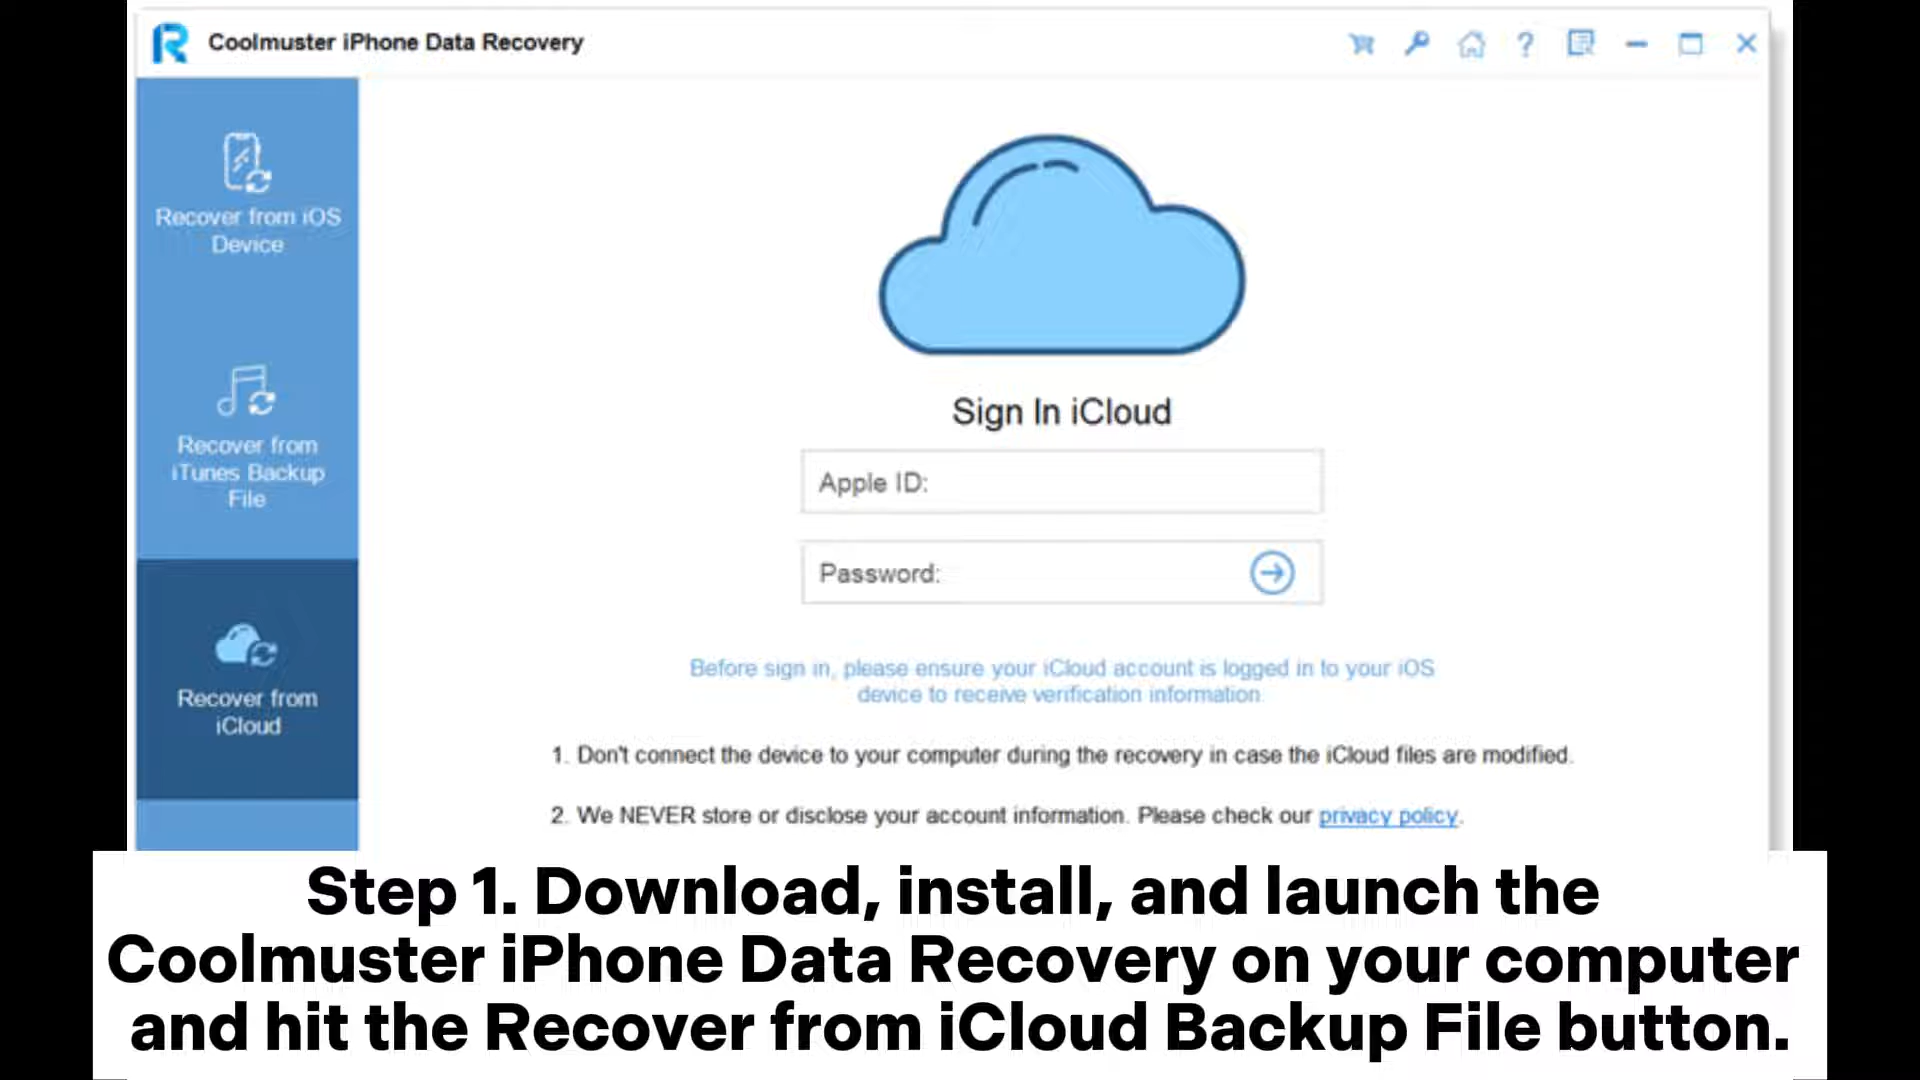 Coolmuster iPhone Data Recovery
Recover from iOS
Device
Recover from
iTunes Backup
File
Recover from
iCloud
Sign In iCloud
Apple ID:
Password:
Before sign in, please ensure your iCloud account is logged in to your iOS
device to receive verification information.
1. Don't connect the device to your computer during the recovery in case the iCloud files are modified.
2. We NEVER store or disclose your account information. Please check our privacy policy.
Step 1. Download, install, and launch the
Coolmuster iPhone Data Recovery on your computer
and hit the Recover from iCloud Backup File button.